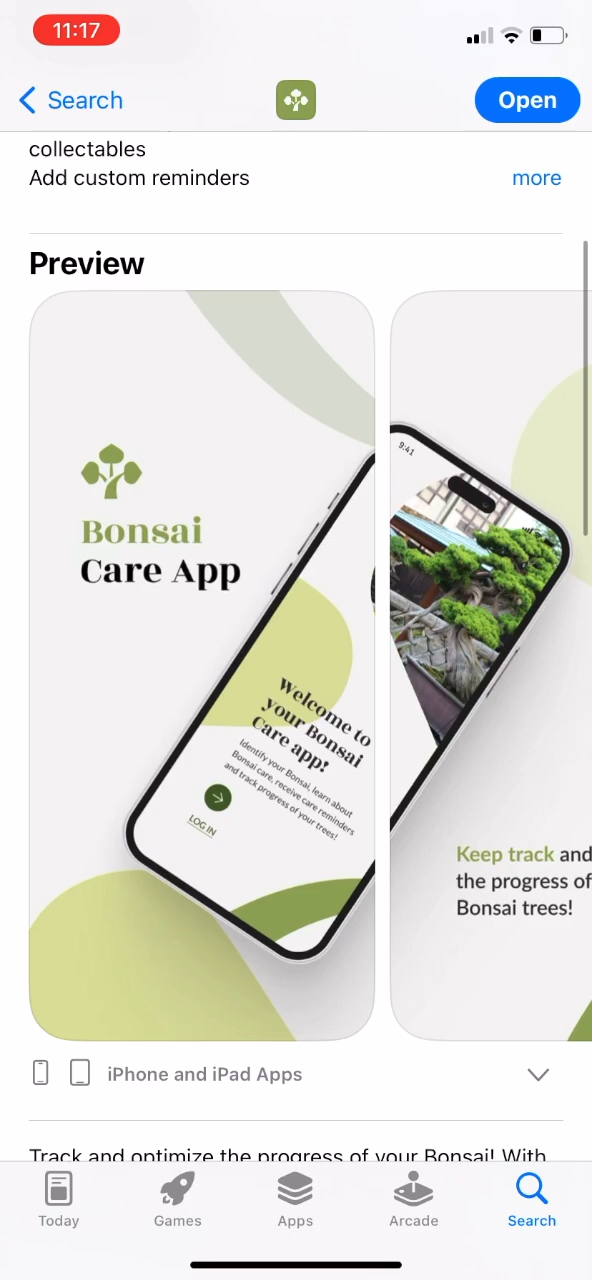 11:17
Search
Open
collectables
Add custom reminders
more
Preview
Bonsai
Care App
Welcome to
your Bonsai
Care app!
Identify your Bonsai, learn about
Bonsai care, receive care reminders
and track progress of your trees!
LOG IN
9:41
Keep track and
the progress of
Bonsai trees!
iPhone and iPad Apps
Track and optimize the progress of your Bonsai! With
Today
Games
Apps
Arcade
Search